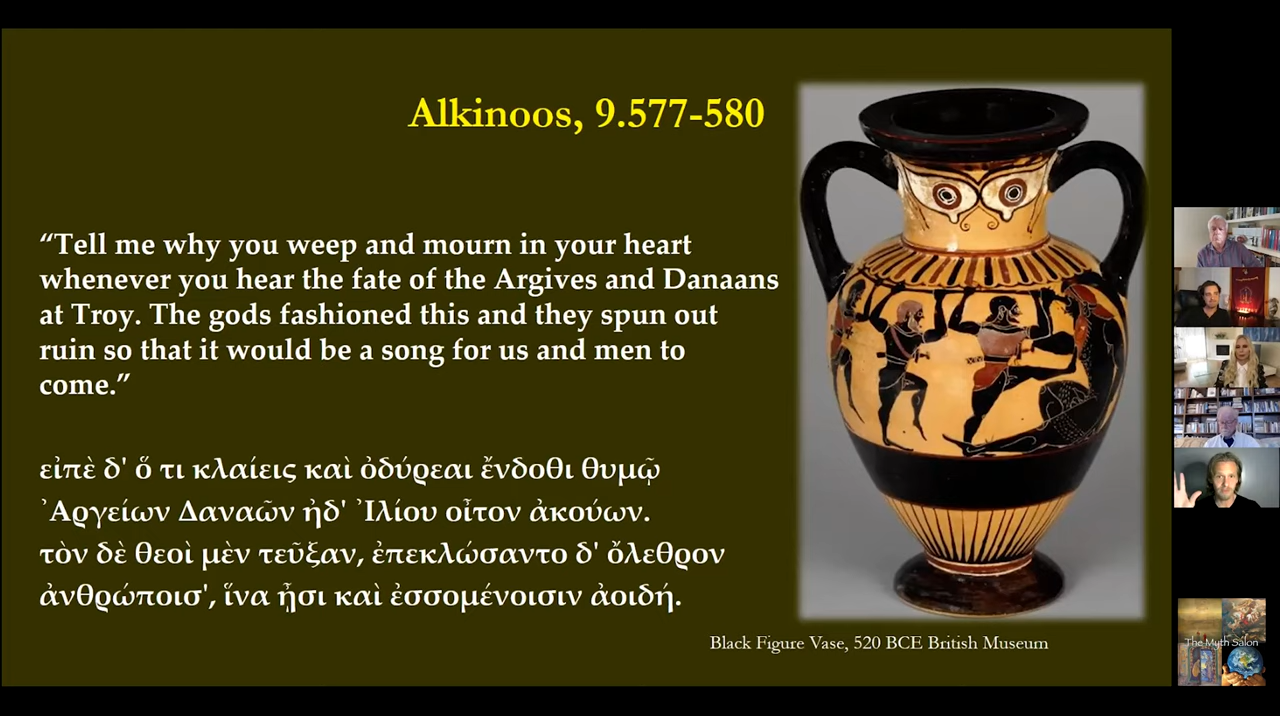 Alkinoos, 9.577-580
“Tell me why you weep and mourn in your heart
whenever you hear the fate of the Argives and Danaans
at Troy. The gods fashioned this and they spun out
ruin so that it would be a song for us and men to
come.”
εἰπὲ δ' ὅ τι κλαίεις καὶ ὀδύρεαι ἔνδοθι θυμῷ
᾿Αργείων Δαναῶν ἠδ' ᾿Ιλίου οἶτον ἀκούων.
τὸν δὲ θεοὶ μὲν τεῦξαν, ἐπεκλώσαντο δ' ὄλεθρον
ἀνθρώποισ', ἵνα ᾖσι καὶ ἐσσομένοισιν ἀοιδή.
Black Figure Vase, 520 BCE British Museum
The Myth Salon